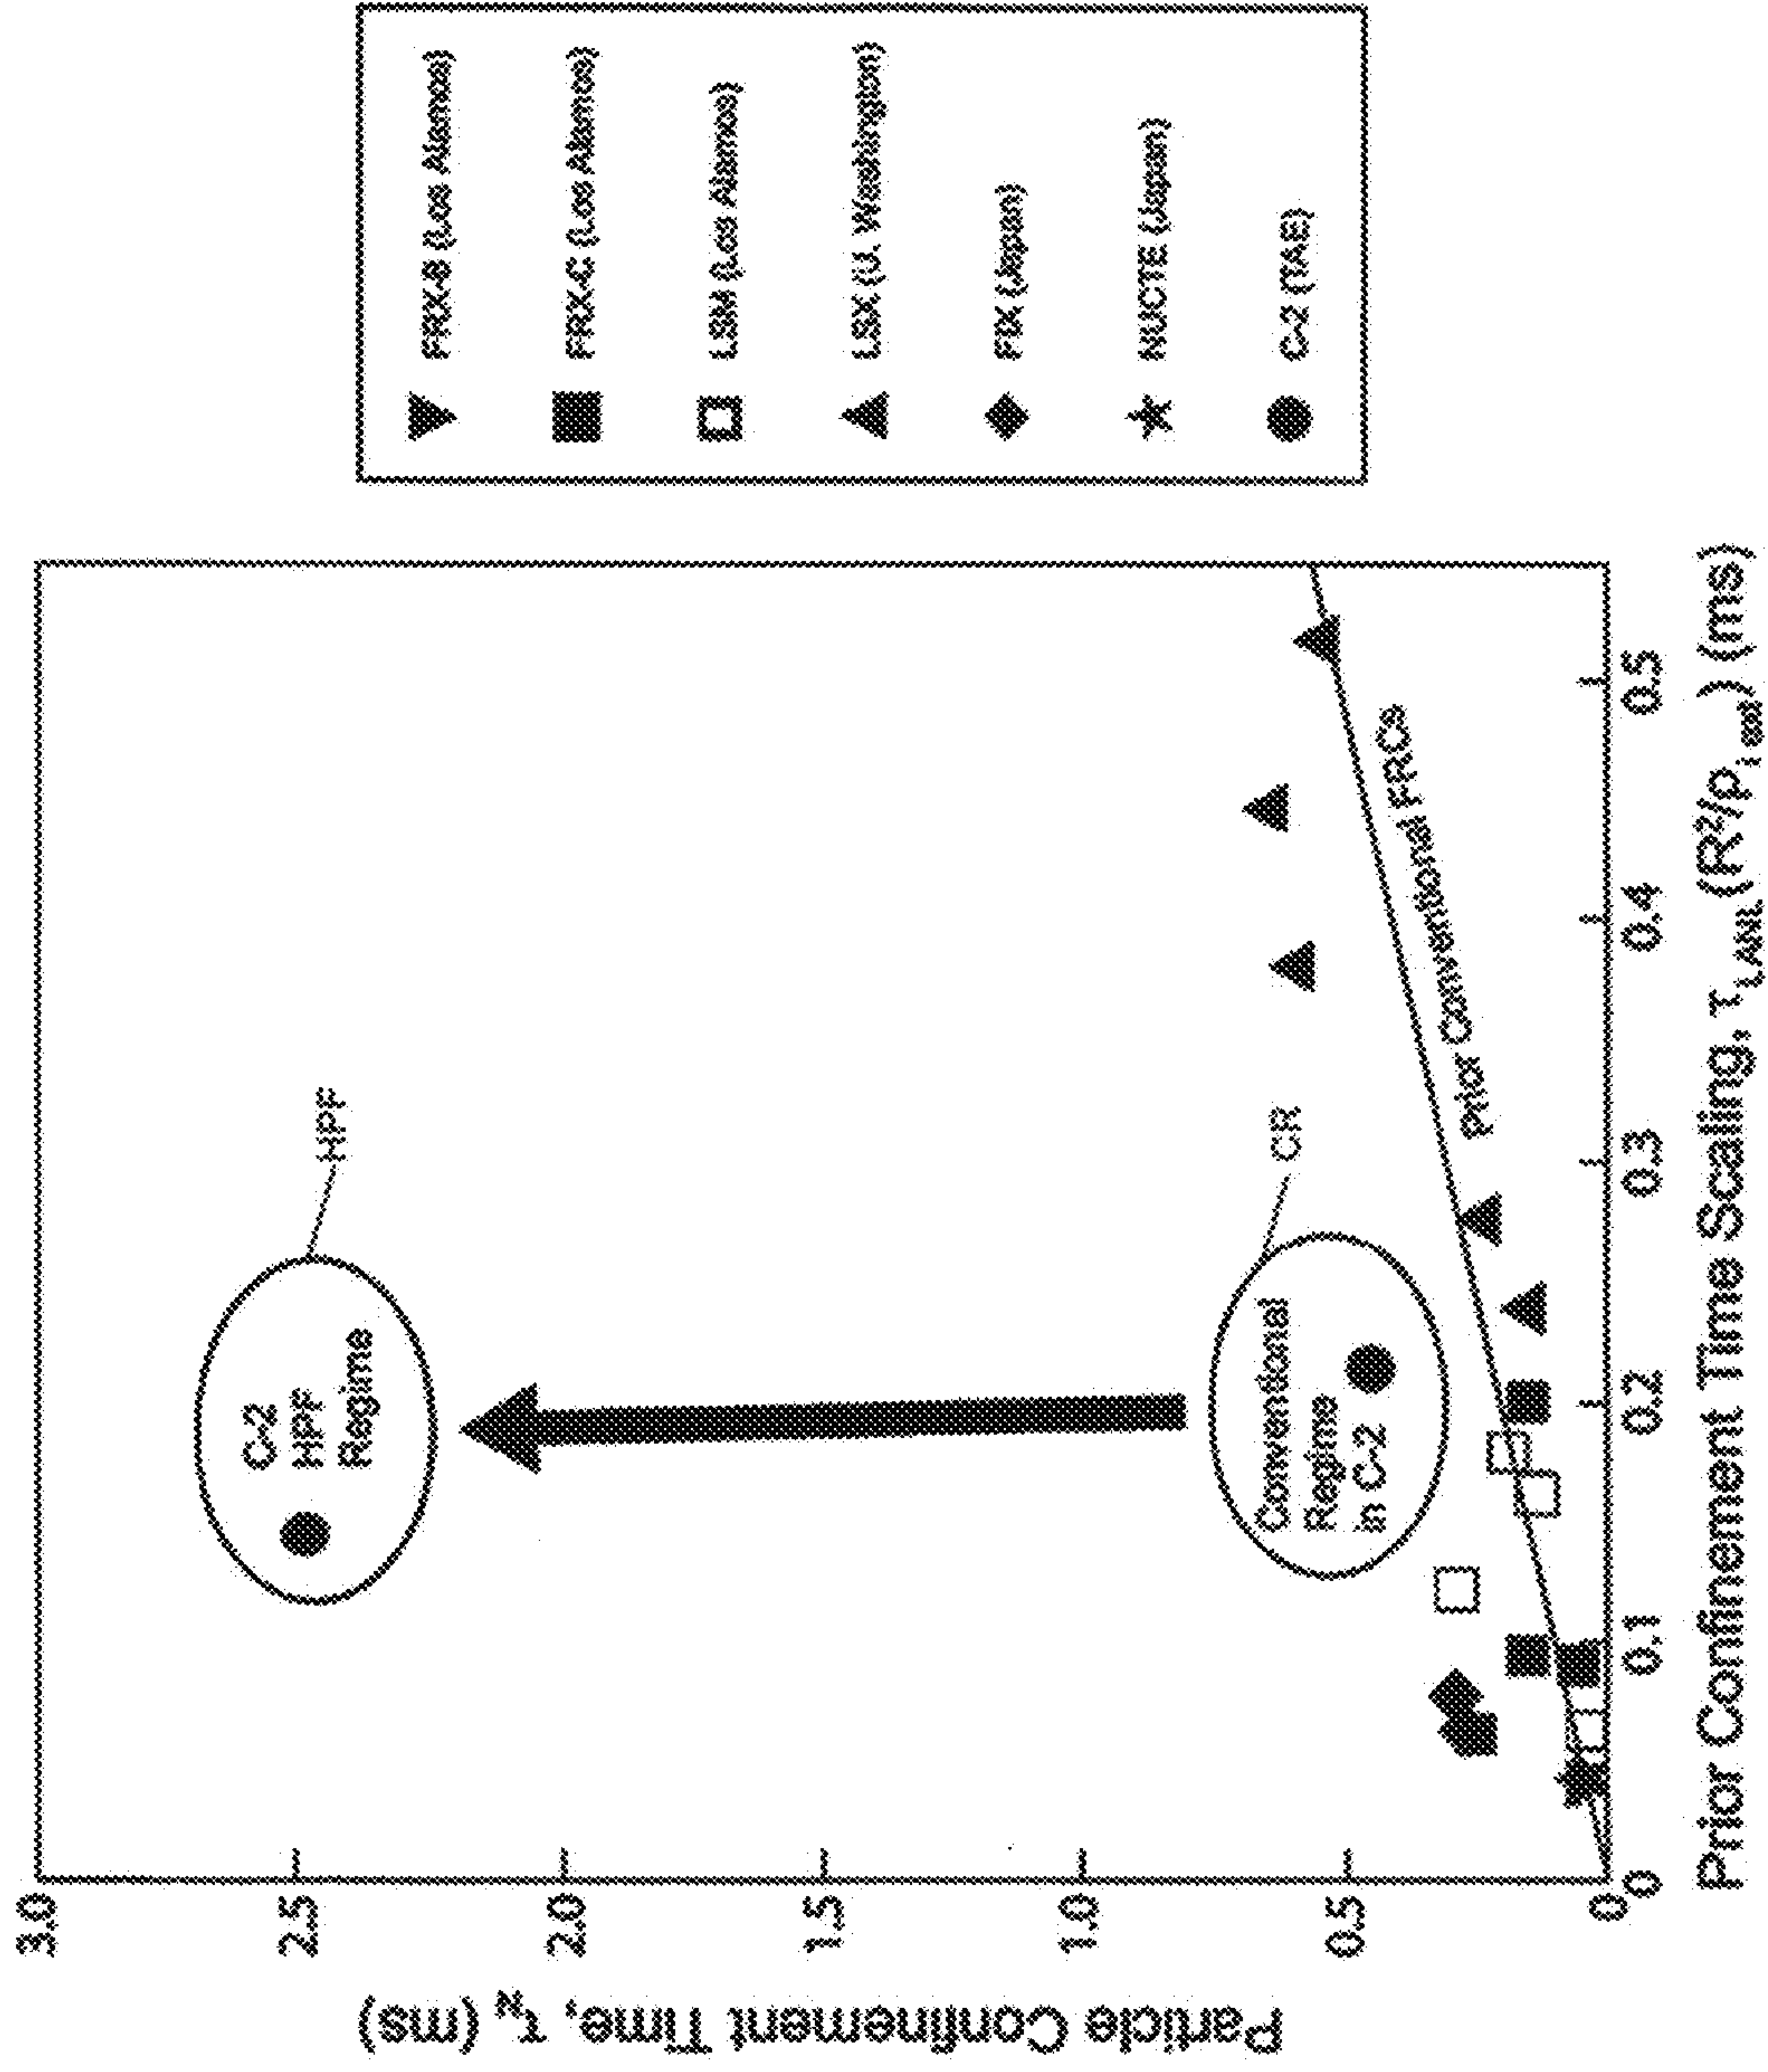 3.0
2.5
2.0
1.5
1.0
0.5
0
Particle Confinement Time, τN (ms)
C-2
HPF
Regime
HPF
Conventional
Regime
in C-2
CR
Prior Conventional FRCs
0
0.1
0.2
0.3
0.4
0.5
Prior Confinement Time Scaling, τLANL (R²/ρi ext) (ms)
FRX-B (Los Alamos)
FRX-C (Los Alamos)
LSM (Los Alamos)
LSX (U. Washington)
FIX (Japan)
NUCTE (Japan)
C-2 (TAE)